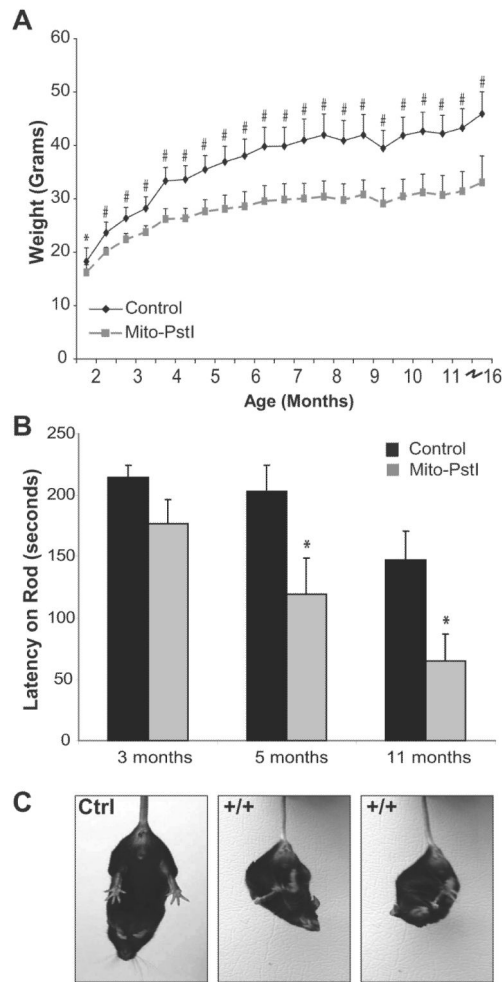 A
60
50
40
30
20
10
0
Weight (Grams)
* # # # # # # # # # # # # # # # # # # # #
Control
Mito-PstI
2 3 4 5 6 7 8 9 10 11 16
Age (Months)
B
250
200
150
100
50
0
Latency on Rod (seconds)
Control
Mito-PstI
*
*
3 months 5 months 11 months
C
Ctrl +/+ +/+